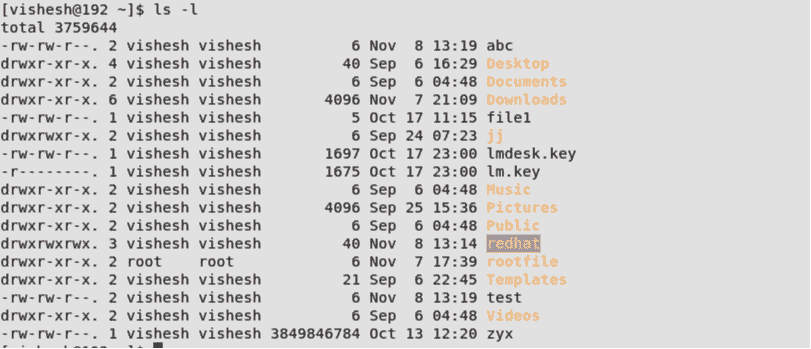 [vishesh@192 ~]$ ls -l
total 3759644
-rw-rw-r--. 2 vishesh vishesh          6 Nov  8 13:19 abc
drwxr-xr-x. 4 vishesh vishesh         40 Sep  6 16:29 Desktop
drwxr-xr-x. 2 vishesh vishesh          6 Sep  6 04:48 Documents
drwxr-xr-x. 6 vishesh vishesh       4096 Nov  7 21:09 Downloads
-rw-rw-r--. 1 vishesh vishesh          5 Oct 17 11:15 file1
drwxrwxr-x. 2 vishesh vishesh          6 Sep 24 07:23 jj
-rw-rw-r--. 1 vishesh vishesh       1697 Oct 17 23:00 lmdesk.key
-r--------. 1 vishesh vishesh       1675 Oct 17 23:00 lm.key
drwxr-xr-x. 2 vishesh vishesh          6 Sep  6 04:48 Music
drwxr-xr-x. 2 vishesh vishesh       4096 Sep 25 15:36 Pictures
drwxr-xr-x. 2 vishesh vishesh          6 Sep  6 04:48 Public
drwxrwxrwx. 3 vishesh vishesh         40 Nov  8 13:14 redhat
drwxr-xr-x. 2 root    root             6 Nov  7 17:39 rootfile
drwxr-xr-x. 2 vishesh vishesh         21 Sep  6 22:45 Templates
-rw-rw-r--. 2 vishesh vishesh          6 Nov  8 13:19 test
drwxr-xr-x. 2 vishesh vishesh          6 Sep  6 04:48 Videos
-rw-rw-r--. 1 vishesh vishesh 3849846784 Oct 13 12:20 zyx
[vishesh@192 ~]$